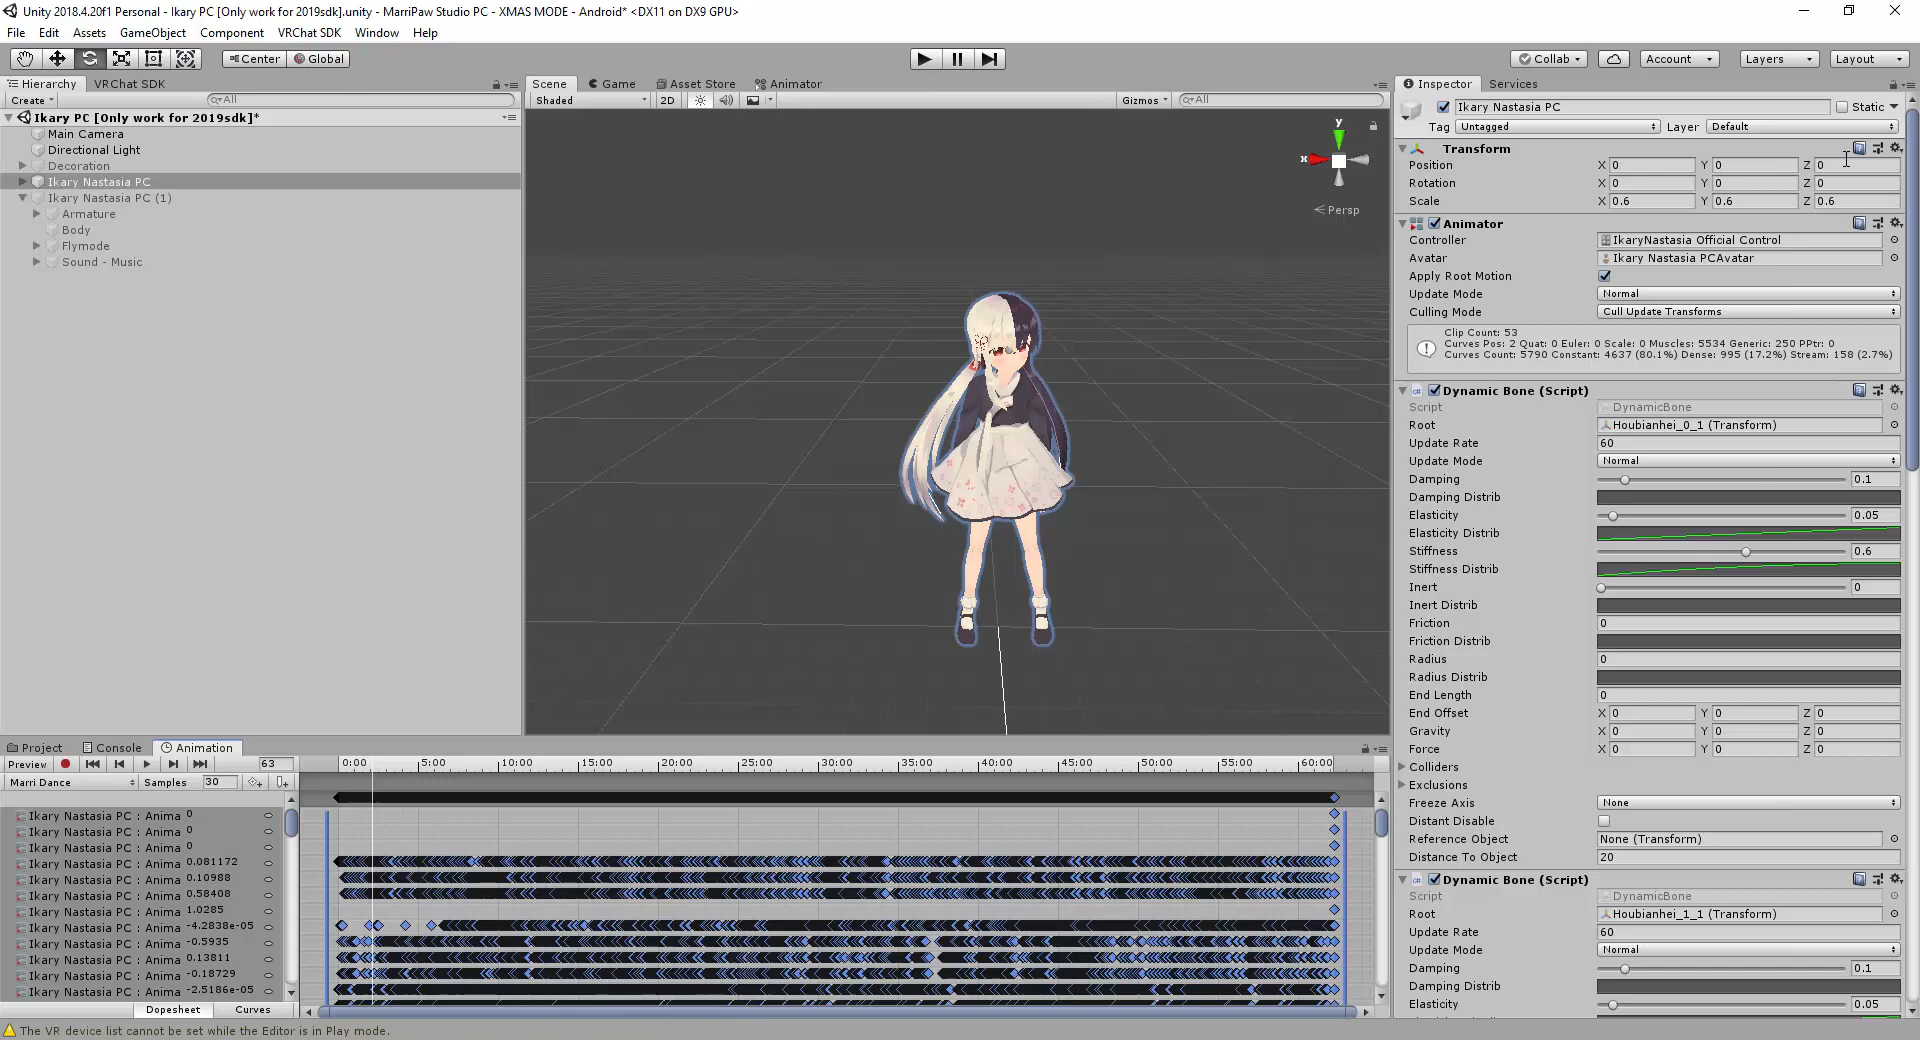 Unity 2018.4.20f1 Personal - Ikary PC [Only work for 2019sdk].unity - MarriPaw Studio PC - XMAS MODE - Android* <DX11 on DX9 GPU>
File Edit Assets GameObject Component VRChat SDK Window Help
Center Global Collab Account Layers Layout
Hierarchy VRChat SDK Scene Game Asset Store Animator Inspector Services
Create All Shaded 2D Gizmos All
Ikary PC [Only work for 2019sdk]*
Main Camera
Directional Light
Decoration
Ikary Nastasia PC
Ikary Nastasia PC (1)
Armature
Body
Flymode
Sound - Music
y
x
Persp
Ikary Nastasia PC Static
Tag Untagged Layer Default
Transform
Position X 0 Y 0 Z 0
Rotation X 0 Y 0 Z 0
Scale X 0.6 Y 0.6 Z 0.6
Animator
Controller IkaryNastasia Official Control
Avatar Ikary Nastasia PCAvatar
Apply Root Motion
Update Mode Normal
Culling Mode Cull Update Transforms
Clip Count: 53
Curves Pos: 2 Quat: 0 Euler: 0 Scale: 0 Muscles: 5534 Generic: 250 PPtr: 0
Curves Count: 5790 Constant: 4637 (80.1%) Dense: 995 (17.2%) Stream: 158 (2.7%)
Dynamic Bone (Script)
Script DynamicBone
Root Houbianhei_0_1 (Transform)
Update Rate 60
Update Mode Normal
Damping 0.1
Damping Distrib
Elasticity 0.05
Elasticity Distrib
Stiffness 0.6
Stiffness Distrib
Inert 0
Inert Distrib
Friction 0
Friction Distrib
Radius 0
Radius Distrib
End Length 0
End Offset X 0 Y 0 Z 0
Gravity X 0 Y 0 Z 0
Force X 0 Y 0 Z 0
Colliders
Exclusions
Freeze Axis None
Distant Disable
Reference Object None (Transform)
Distance To Object 20
Dynamic Bone (Script)
Script DynamicBone
Root Houbianhei_1_1 (Transform)
Update Rate 60
Update Mode Normal
Damping 0.1
Damping Distrib
Elasticity 0.05
Project Console Animation
Preview 63 0:00 5:00 10:00 15:00 20:00 25:00 30:00 35:00 40:00 45:00 50:00 55:00 60:00
Marri Dance Samples 30
Ikary Nastasia PC : Anima 0
Ikary Nastasia PC : Anima 0
Ikary Nastasia PC : Anima 0
Ikary Nastasia PC : Anima 0.081172
Ikary Nastasia PC : Anima 0.10988
Ikary Nastasia PC : Anima 0.58408
Ikary Nastasia PC : Anima 1.0285
Ikary Nastasia PC : Anima -4.2838e-05
Ikary Nastasia PC : Anima -0.5935
Ikary Nastasia PC : Anima 0.13811
Ikary Nastasia PC : Anima -0.18729
Ikary Nastasia PC : Anima -2.5186e-05
Dopesheet Curves
The VR device list cannot be set while the Editor is in Play mode.